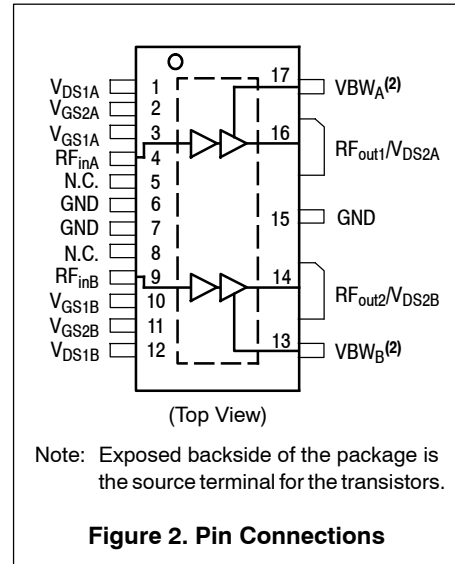 V_DS1A 1 17 VBW_A(2)
V_GS2A 2
V_GS1A 3 16 RF_out1/V_DS2A
RF_inA 4
N.C. 5
GND 6 15 GND
GND 7
N.C. 8
RF_inB 9 14 RF_out2/V_DS2B
V_GS1B 10
V_GS2B 11
V_DS1B 12 13 VBW_B(2)
(Top View)
Note: Exposed backside of the package is
the source terminal for the transistors.
Figure 2. Pin Connections